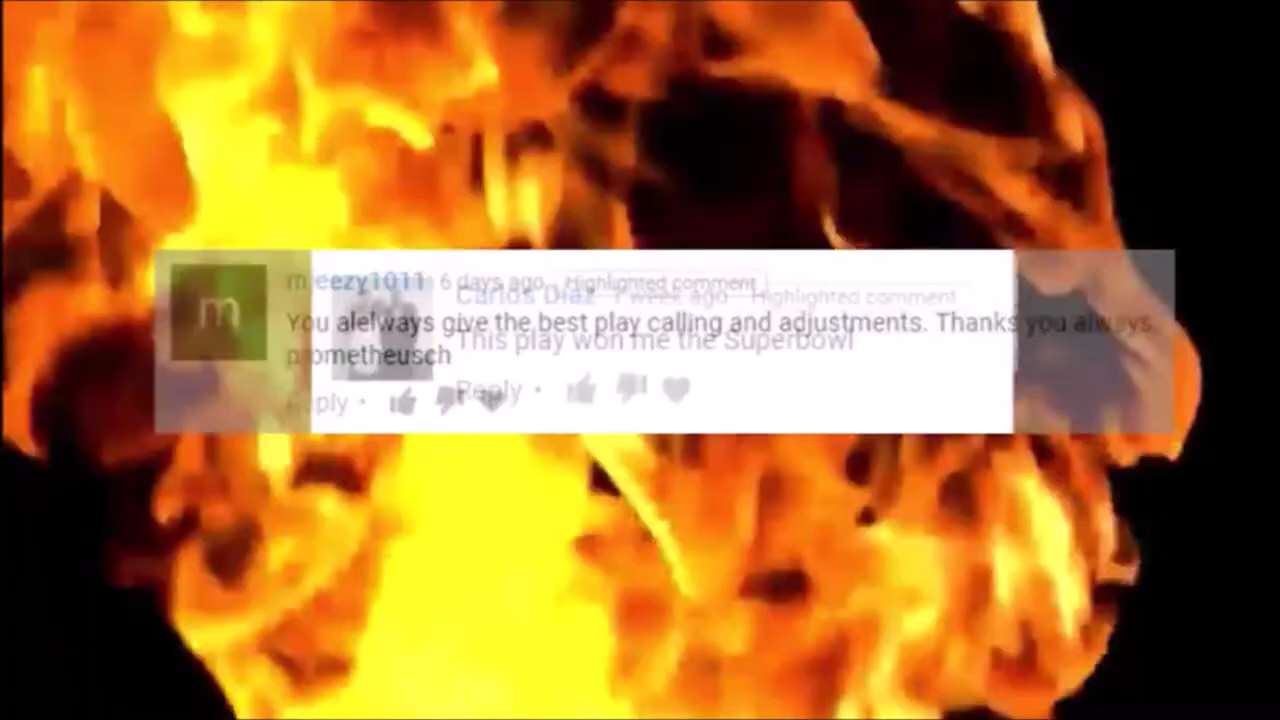 m
m eezy1011 6 days ago · Highlighted comment
Carlos Diaz 1 week ago Highlighted comment
You alelways give the best play calling and adjustments. Thanks you always
This play won me the Superbowl
prometheusch
Reply ·
Reply ·